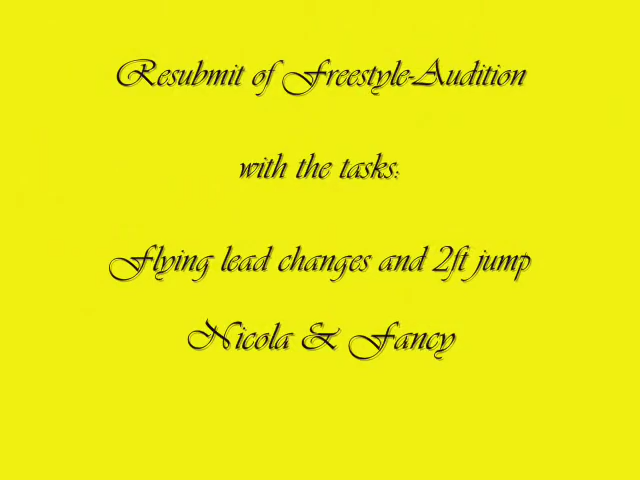 Resubmit of Freestyle-Audition
with the tasks:
Flying lead changes and 2ft jump
Nicola & Fancy